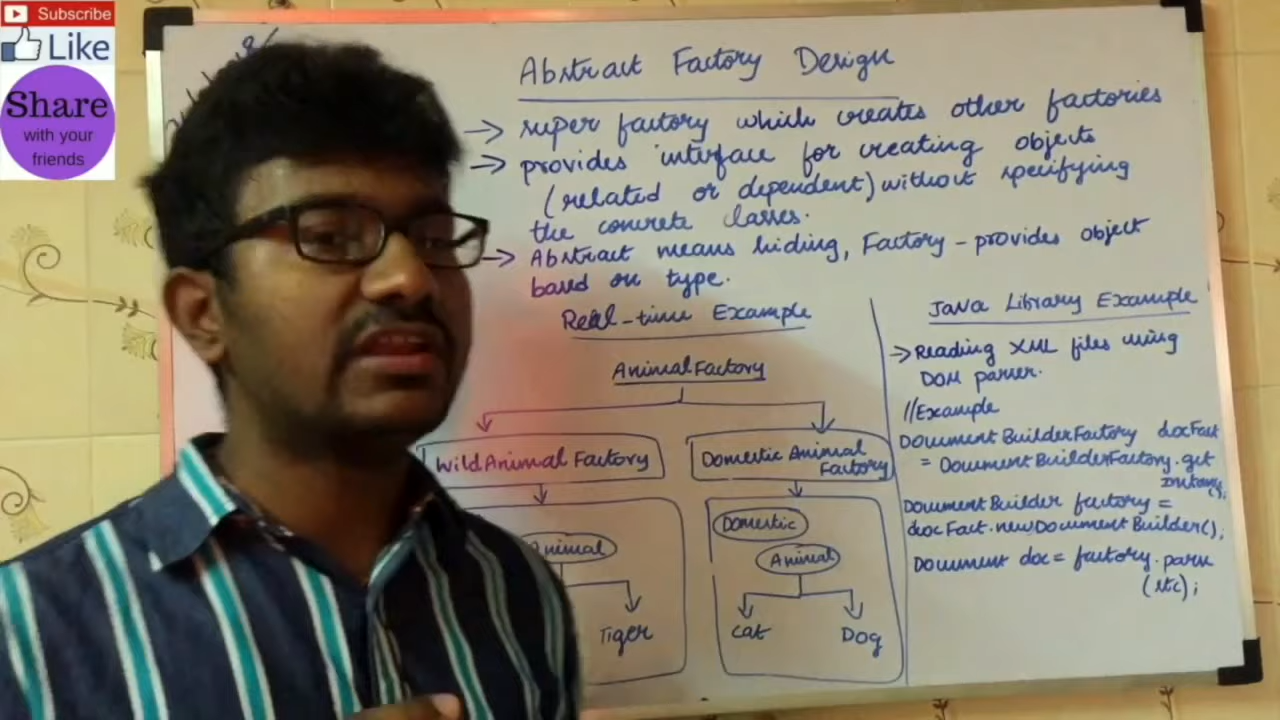 Subscribe
Like
Share
with your
friends
Abstract Factory Design
→ super factory which creates other factories
→ provides interface for creating objects
(related or dependent) without specifying
the concrete classes.
→ Abstract means hiding, Factory - provides object
based on type.
Real-time Example
AnimalFactory
WildAnimal Factory
Domestic Animal
Factory
Animal
Tiger
Domestic
Animal
Cat
Dog
Java Library Example
→ Reading XML files using
DOM parser.
//Example
DocumentBuilderFactory docFact
= DocumentBuilderFactory.get
DocumentBuilder factory =
docFact.newDocumentBuilder();
Document doc = factory.parse
(etc);